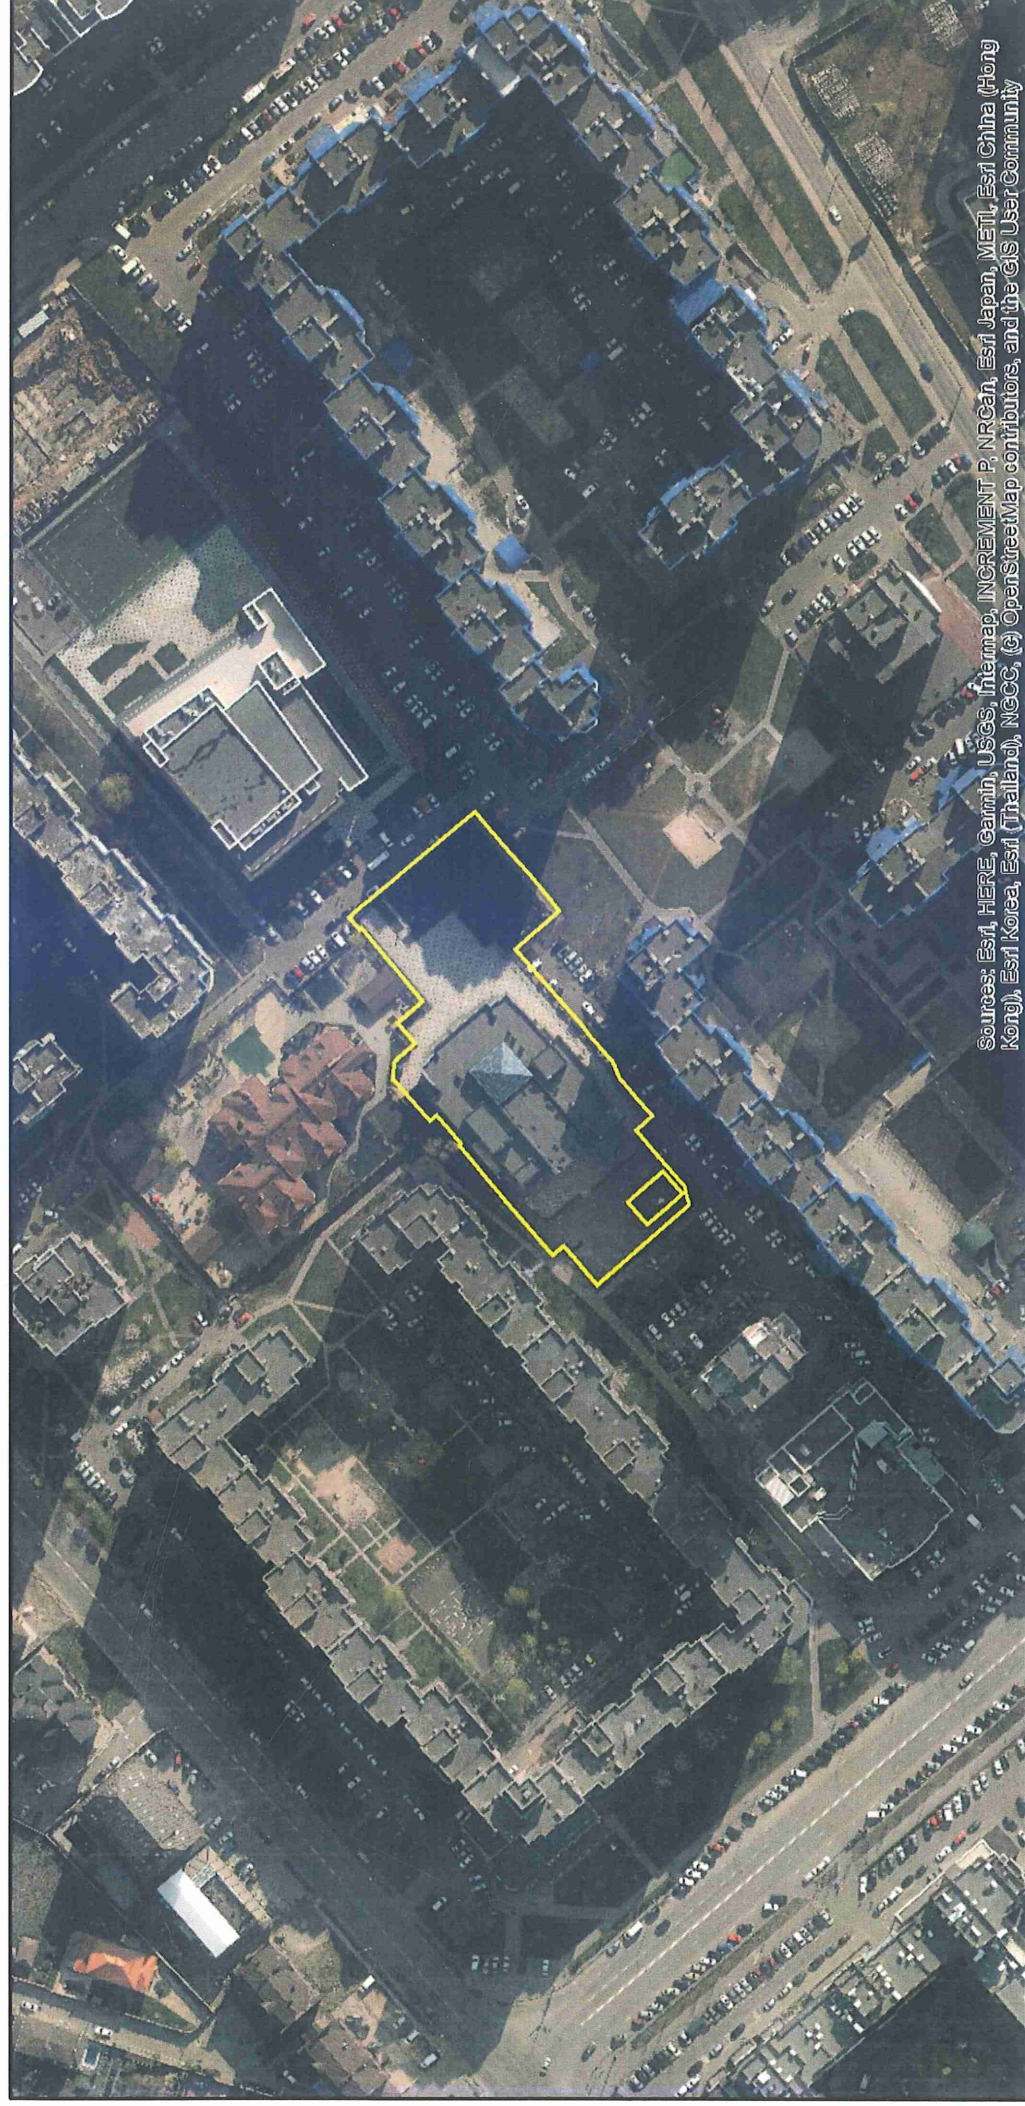 Sources: Esri, HERE, Garmin, USGS, Intermap, INCREMENT P, NRCan, Esri Japan, METI, Esri China (Hong
Kong), Esri Korea, Esri (Thailand), NGCC, (c) OpenStreetMap contributors, and the GIS User Community